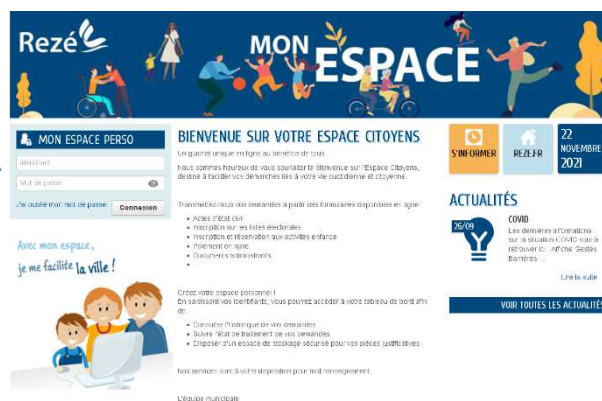 Rezé
MON ESPACE
MON ESPACE PERSO
Identifiant
Mot de passe
J'ai oublié mon mot de passe.
Connexion
Avec mon espace,
je me facilite la ville !
BIENVENUE SUR VOTRE ESPACE CITOYENS
Un guichet unique en ligne au bénéfice de tous.
Nous sommes heureux de vous souhaiter la bienvenue sur l'Espace Citoyens,
destiné à faciliter vos démarches liés à votre vie quotidienne et citoyenne.
Transmettez-nous vos demandes à partir des formulaires disponibles en ligne
Actes d'état civil
Inscription sur les listes électorales
Inscription et réservation aux activités enfance
Paiement en ligne
Documents administratifs
Créez votre espace personnel !
En saisissant vos identifiants, vous pourrez accéder à votre tableau de bord afin
de
Consulter l'historique de vos demandes
Suivre l'état de traitement de vos demandes
Disposer d'un espace de stockage sécurisé pour vos pièces justificatives
Nos services sont à votre disposition pour tout renseignement.
L'équipe municipale
S'INFORMER
REZE.FR
22
NOVEMBRE
2021
ACTUALITÉS
26/09
COVID
Les dernières informations
sur la situation COVID sont à
retrouver ici : Affiche Gestes
Barrières ...
Lire la suite
VOIR TOUTES LES ACTUALITÉS